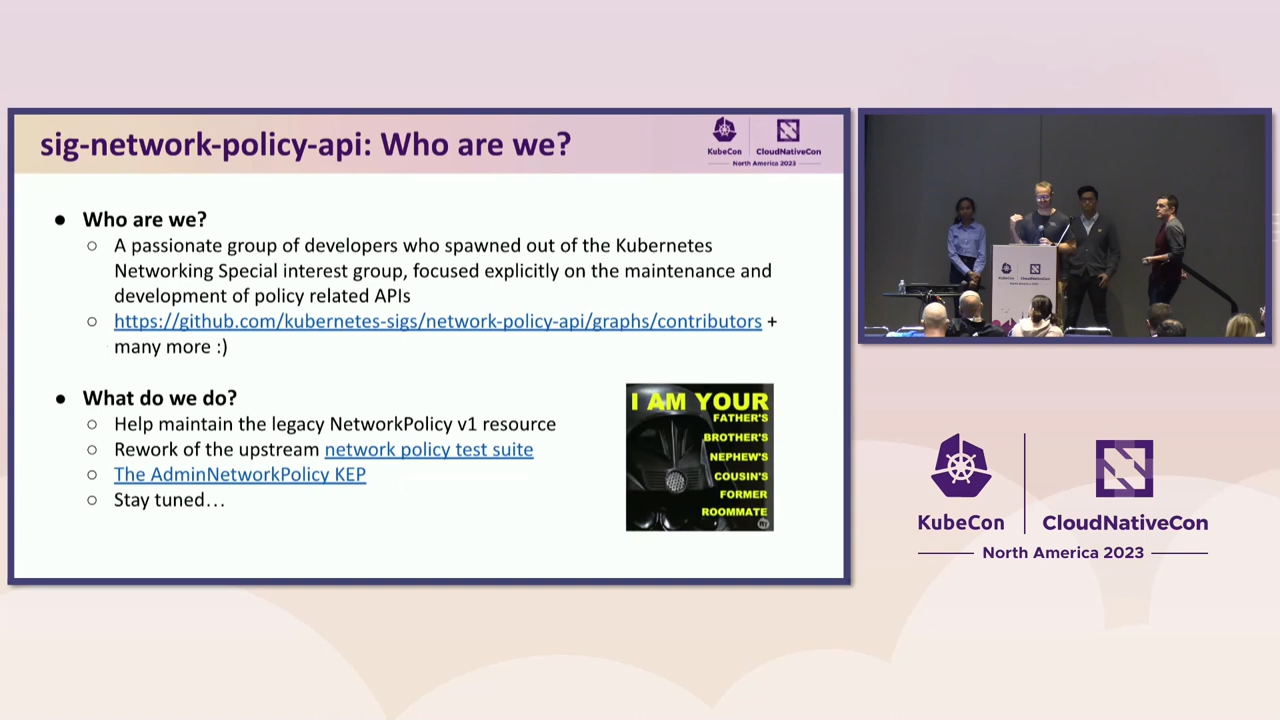 sig-network-policy-api: Who are we?
KubeCon
CloudNativeCon
North America 2023
● Who are we?
○ A passionate group of developers who spawned out of the Kubernetes
Networking Special interest group, focused explicitly on the maintenance and
development of policy related APIs
○ https://github.com/kubernetes-sigs/network-policy-api/graphs/contributors +
many more :)
● What do we do?
○ Help maintain the legacy NetworkPolicy v1 resource
○ Rework of the upstream network policy test suite
○ The AdminNetworkPolicy KEP
○ Stay tuned...
I AM YOUR
FATHER'S
BROTHER'S
NEPHEW'S
COUSIN'S
FORMER
ROOMMATE
KubeCon
CloudNativeCon
North America 2023